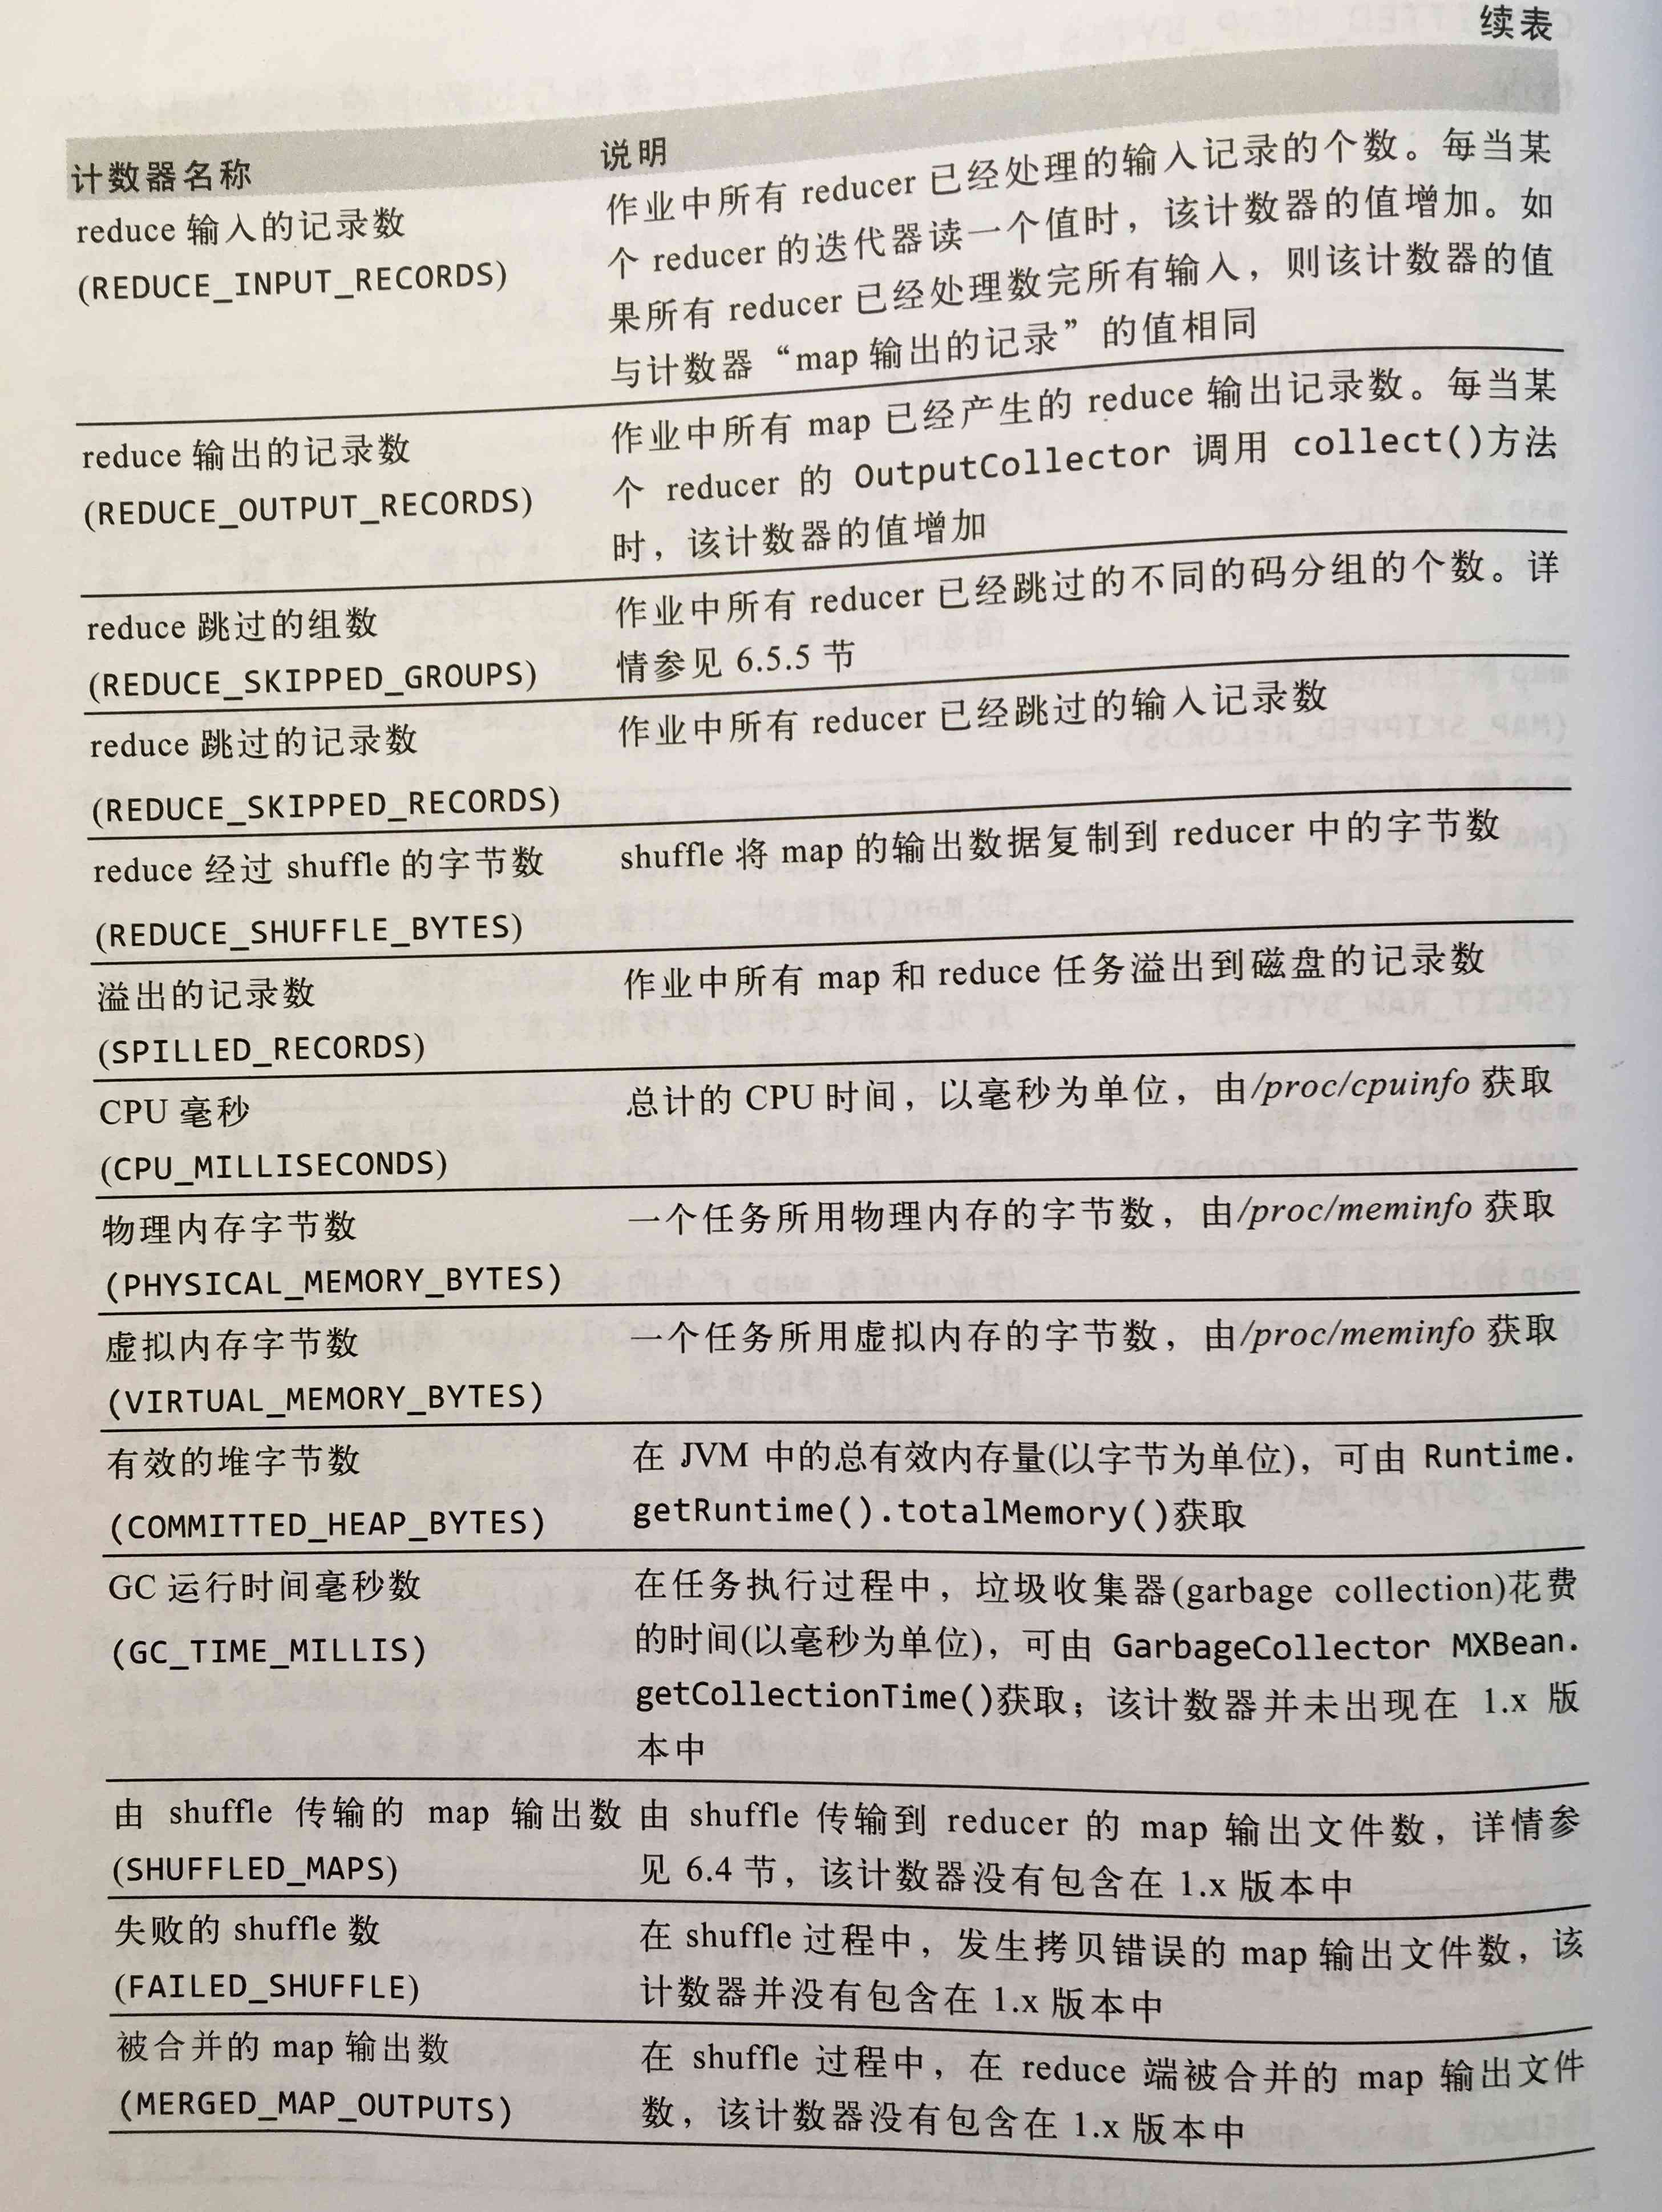 续表
计数器名称 说明
reduce 输入的记录数
(REDUCE_INPUT_RECORDS)
作业中所有 reducer 已经处理的输入记录的个数。每当某
个 reducer 的迭代器读一个值时，该计数器的值增加。如
果所有 reducer 已经处理数完所有输入，则该计数器的值
与计数器“map 输出的记录”的值相同
reduce 输出的记录数
(REDUCE_OUTPUT_RECORDS)
作业中所有 map 已经产生的 reduce 输出记录数。每当某
个 reducer 的 OutputCollector 调用 collect()方法
时，该计数器的值增加
reduce 跳过的组数
(REDUCE_SKIPPED_GROUPS)
作业中所有 reducer 已经跳过的不同的码分组的个数。详
情参见 6.5.5 节
reduce 跳过的记录数
(REDUCE_SKIPPED_RECORDS)
作业中所有 reducer 已经跳过的输入记录数
reduce 经过 shuffle 的字节数
(REDUCE_SHUFFLE_BYTES)
shuffle 将 map 的输出数据复制到 reducer 中的字节数
溢出的记录数
(SPILLED_RECORDS)
作业中所有 map 和 reduce 任务溢出到磁盘的记录数
CPU 毫秒
(CPU_MILLISECONDS)
总计的 CPU 时间，以毫秒为单位，由/proc/cpuinfo 获取
物理内存字节数
(PHYSICAL_MEMORY_BYTES)
一个任务所用物理内存的字节数，由/proc/meminfo 获取
虚拟内存字节数
(VIRTUAL_MEMORY_BYTES)
一个任务所用虚拟内存的字节数，由/proc/meminfo 获取
有效的堆字节数
(COMMITTED_HEAP_BYTES)
在 JVM 中的总有效内存量(以字节为单位)，可由 Runtime.
getRuntime().totalMemory()获取
GC 运行时间毫秒数
(GC_TIME_MILLIS)
在任务执行过程中，垃圾收集器(garbage collection)花费
的时间(以毫秒为单位)，可由 GarbageCollector MXBean.
getCollectionTime()获取；该计数器并未出现在 1.x 版
本中
由 shuffle 传输的 map 输出数
(SHUFFLED_MAPS)
由 shuffle 传输到 reducer 的 map 输出文件数，详情参
见 6.4 节，该计数器没有包含在 1.x 版本中
失败的 shuffle 数
(FAILED_SHUFFLE)
在 shuffle 过程中，发生拷贝错误的 map 输出文件数，该
计数器并没有包含在 1.x 版本中
被合并的 map 输出数
(MERGED_MAP_OUTPUTS)
在 shuffle 过程中，在 reduce 端被合并的 map 输出文件
数，该计数器没有包含在 1.x 版本中